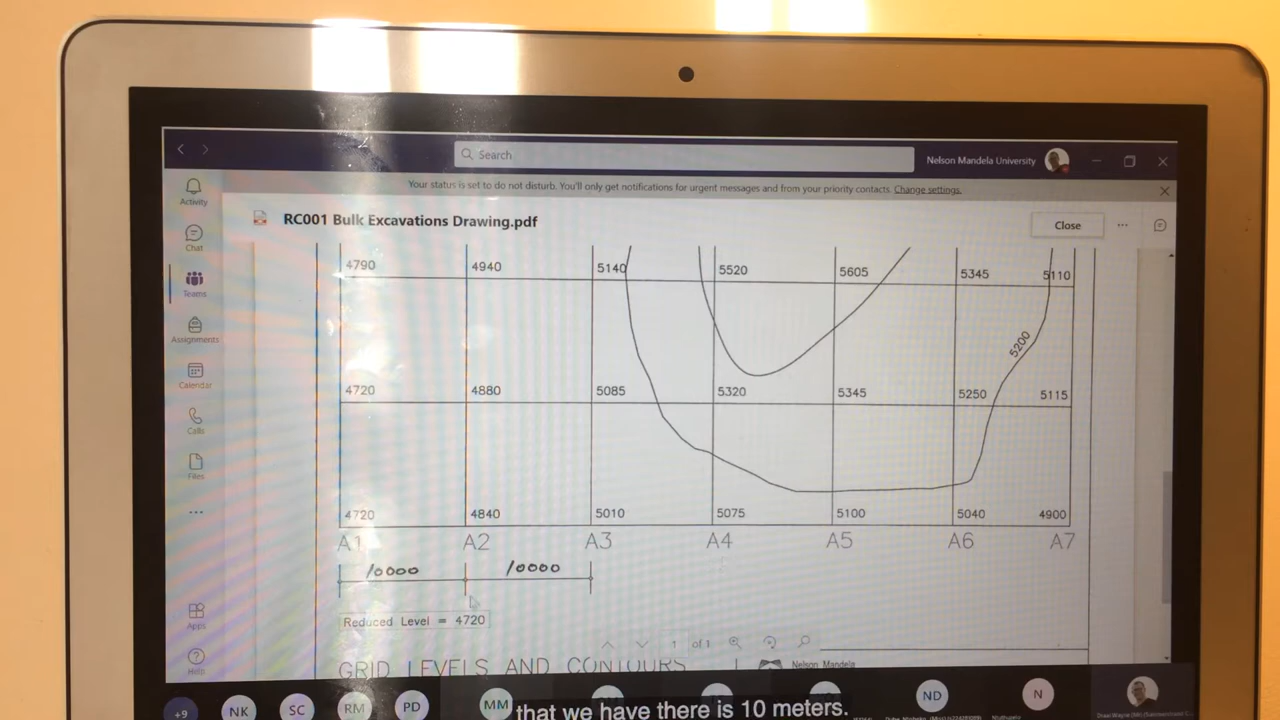 Search
Nelson Mandela University
Your status is set to do not disturb. You'll only get notifications for urgent messages and from your priority contacts. Change settings.
Activity
RC001 Bulk Excavations Drawing.pdf
Close
Chat
4790 4940 5140 5520 5605 5345 5110
Teams
Assignments
5200
Calendar
4720 4880 5085 5320 5345 5250 5115
Calls
Files
4720 4840 5010 5075 5100 5040 4900
A1 A2 A3 A4 A5 A6 A7
10000 10000
Reduced Level = 4720
Apps
1 of 1
Help
GRID LEVELS AND CONTOURS
Nelson Mandela
+9 NK SC RM PD MM ND N
that we have there is 10 meters.